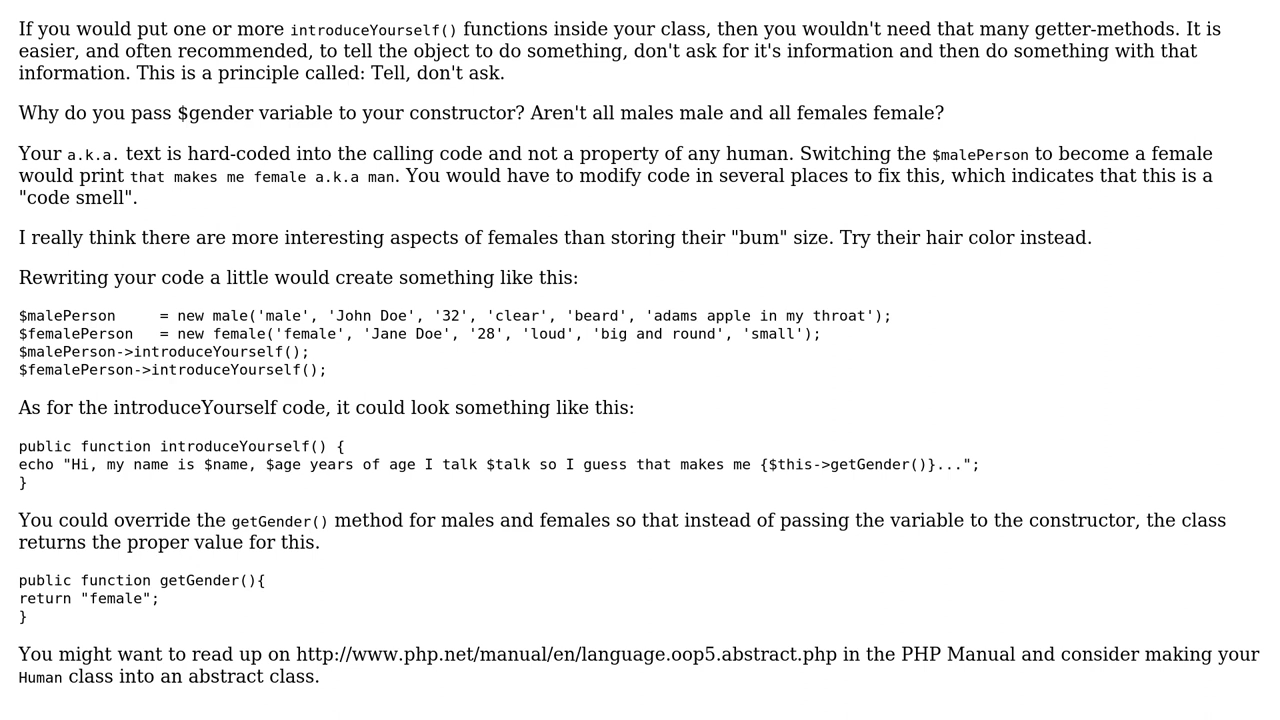 If you would put one or more introduceYourself() functions inside your class, then you wouldn't need that many getter-methods. It is
easier, and often recommended, to tell the object to do something, don't ask for it's information and then do something with that
information. This is a principle called: Tell, don't ask.
Why do you pass $gender variable to your constructor? Aren't all males male and all females female?
Your a.k.a. text is hard-coded into the calling code and not a property of any human. Switching the $malePerson to become a female
would print that makes me female a.k.a man. You would have to modify code in several places to fix this, which indicates that this is a
"code smell".
I really think there are more interesting aspects of females than storing their "bum" size. Try their hair color instead.
Rewriting your code a little would create something like this:
$malePerson     = new male('male', 'John Doe', '32', 'clear', 'beard', 'adams apple in my throat');
$femalePerson   = new female('female', 'Jane Doe', '28', 'loud', 'big and round', 'small');
$malePerson->introduceYourself();
$femalePerson->introduceYourself();
As for the introduceYourself code, it could look something like this:
public function introduceYourself() {
echo "Hi, my name is $name, $age years of age I talk $talk so I guess that makes me {$this->getGender()}...";
}
You could override the getGender() method for males and females so that instead of passing the variable to the constructor, the class
returns the proper value for this.
public function getGender(){
return "female";
}
You might want to read up on http://www.php.net/manual/en/language.oop5.abstract.php in the PHP Manual and consider making your
Human class into an abstract class.